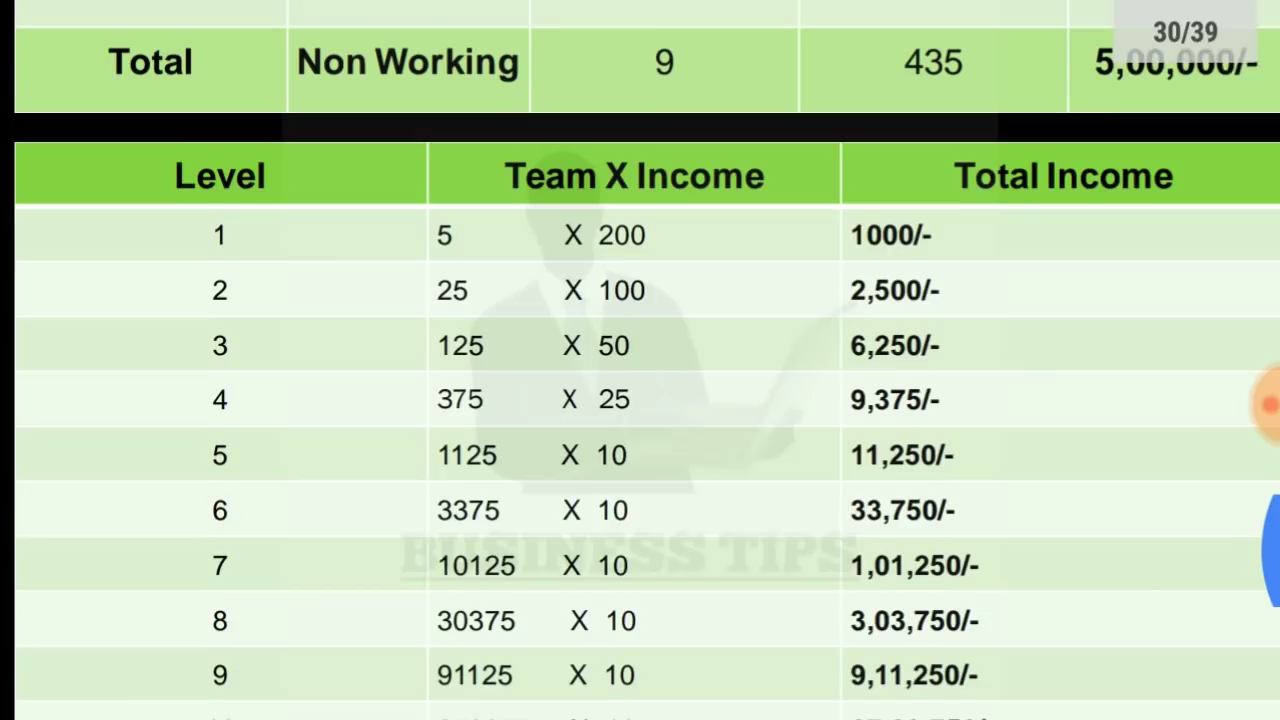 30/39
Total Non Working 9 435 5,00,000/-
Level Team X Income Total Income
1 5 X 200 1000/-
2 25 X 100 2,500/-
3 125 X 50 6,250/-
4 375 X 25 9,375/-
5 1125 X 10 11,250/-
6 3375 X 10 33,750/-
7 10125 X 10 1,01,250/-
8 30375 X 10 3,03,750/-
9 91125 X 10 9,11,250/-
BUSINESS TIPS